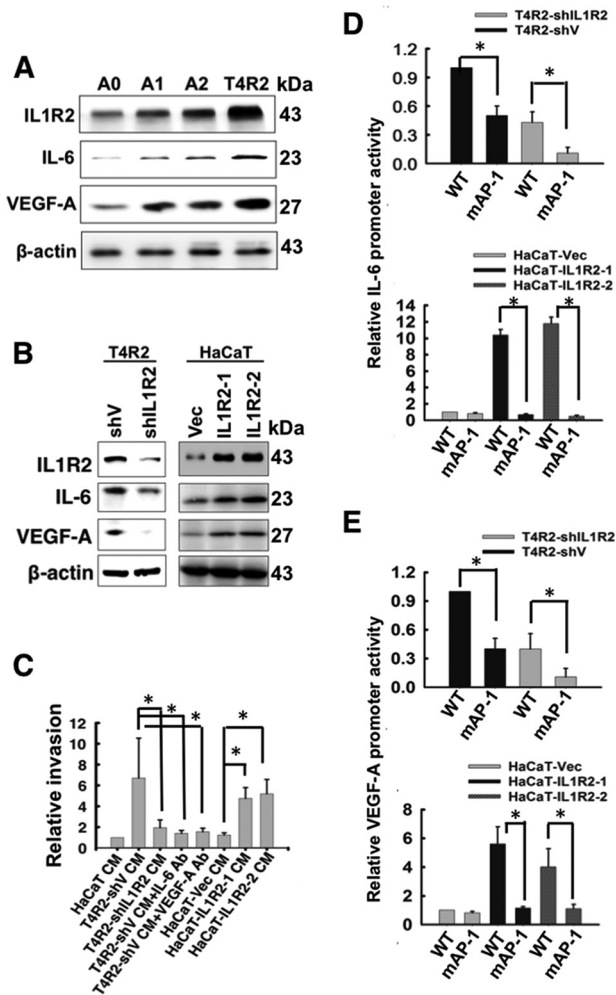 A
A0 A1 A2 T4R2 kDa
IL1R2 43
IL-6 23
VEGF-A 27
β-actin 43
B
T4R2 HaCaT
shV shIL1R2 Vec IL1R2-1 IL1R2-2 kDa
IL1R2 43
IL-6 23
VEGF-A 27
β-actin 43
C
Relative invasion
12
10
8
6
4
2
0
* * * * *
HaCaT CM
T4R2-shV CM
T4R2-shIL1R2 CM
T4R2-shV CM+IL-6 Ab
T4R2-shV CM+VEGF-A Ab
HaCaT-Vec CM
HaCaT-IL1R2-1 CM
HaCaT-IL1R2-2 CM
D
Relative IL-6 promoter activity
T4R2-shIL1R2
T4R2-shV
1.2
0.9
0.6
0.3
0.0
* *
WT mAP-1 WT mAP-1
HaCaT-Vec
HaCaT-IL1R2-1
HaCaT-IL1R2-2
14
12
10
8
6
4
2
0
* *
WT mAP-1 WT mAP-1 WT mAP-1
E
Relative VEGF-A promoter activity
T4R2-shIL1R2
T4R2-shV
1.2
0.9
0.6
0.3
0.0
* *
WT mAP-1 WT mAP-1
HaCaT-Vec
HaCaT-IL1R2-1
HaCaT-IL1R2-2
8
6
4
2
0
* *
WT mAP-1 WT mAP-1 WT mAP-1